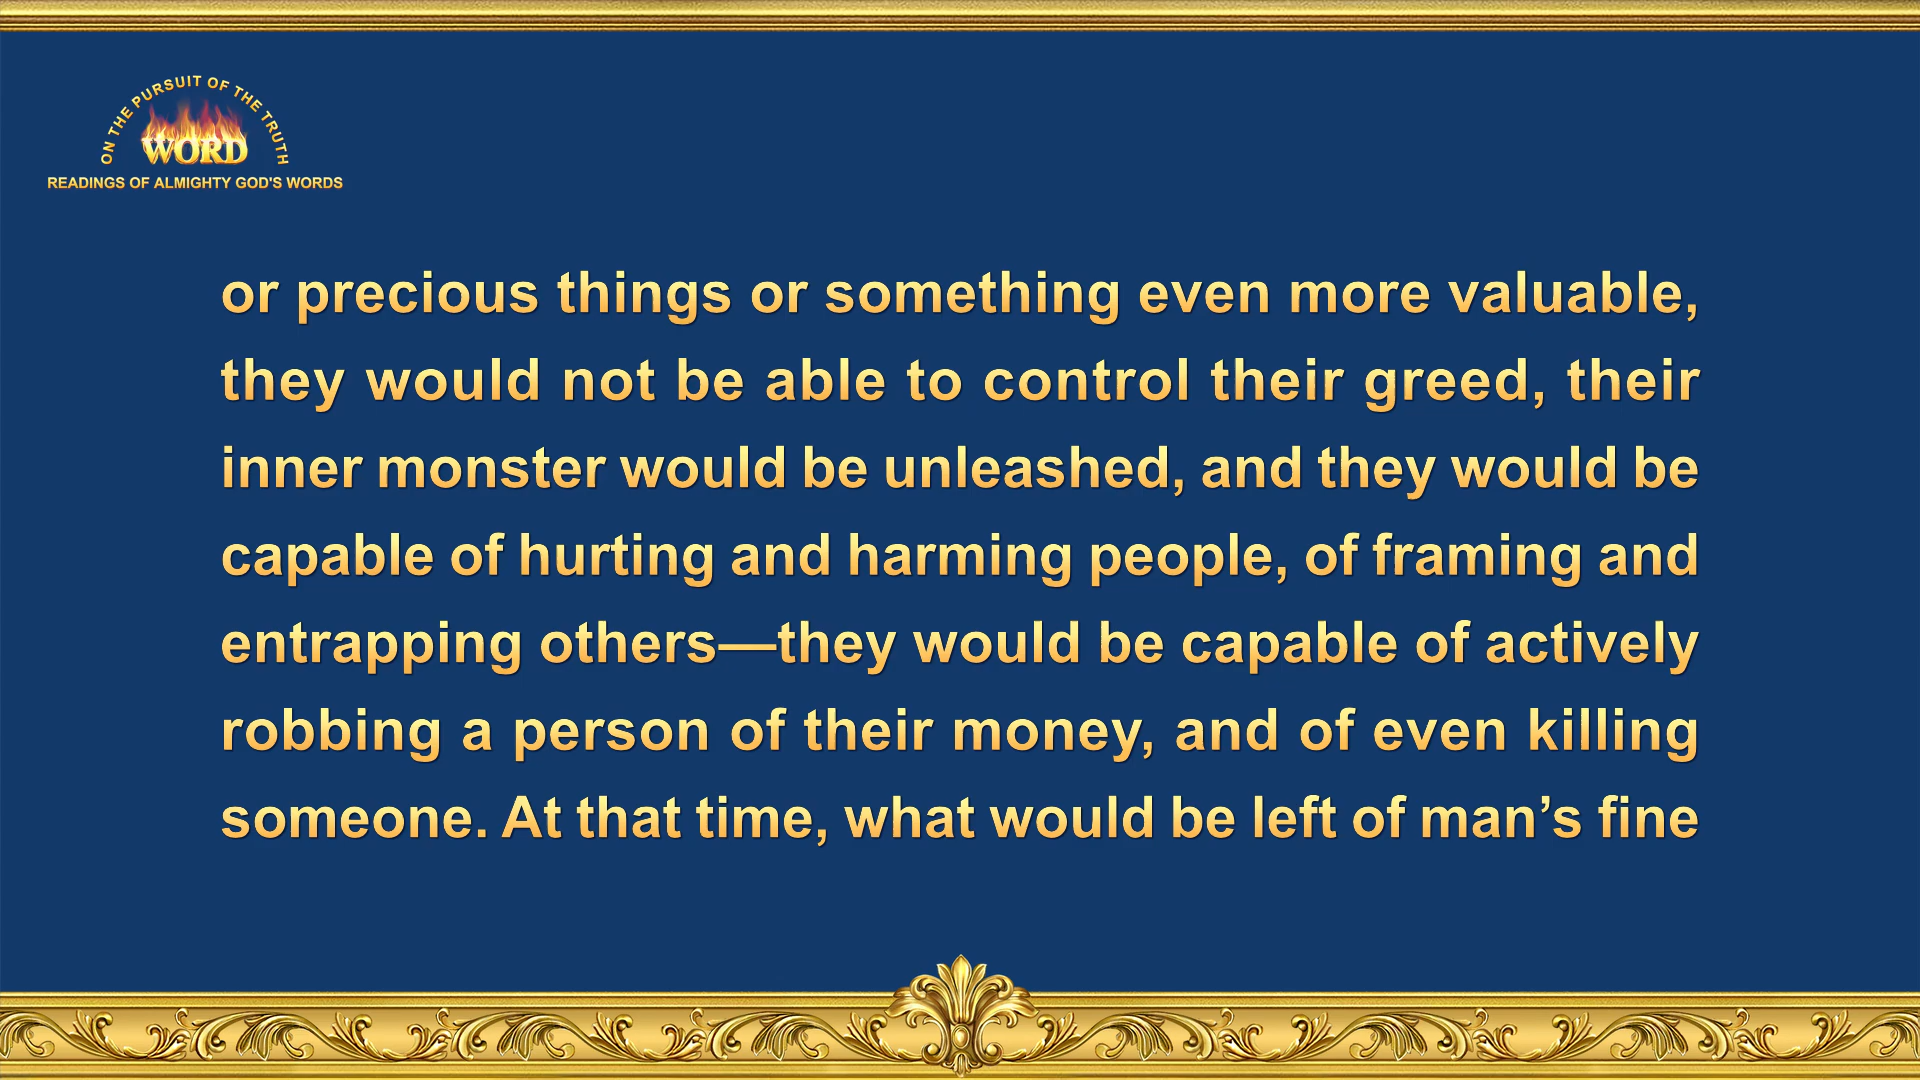 ON THE PURSUIT OF THE TRUTH
WORD
READINGS OF ALMIGHTY GOD'S WORDS
or precious things or something even more valuable,
they would not be able to control their greed, their
inner monster would be unleashed, and they would be
capable of hurting and harming people, of framing and
entrapping others—they would be capable of actively
robbing a person of their money, and of even killing
someone. At that time, what would be left of man’s fine